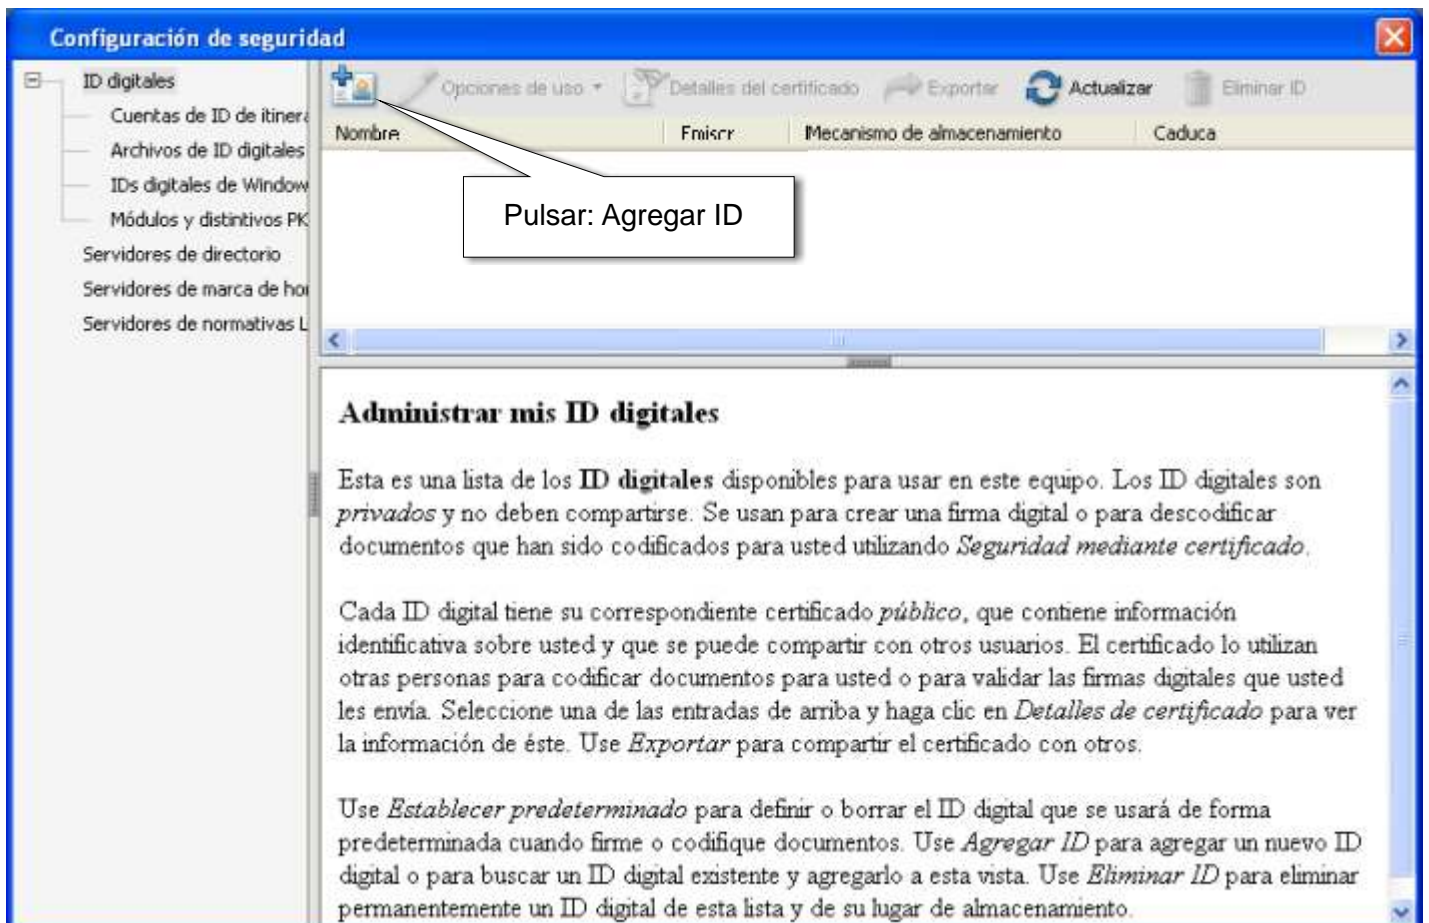 Configuración de seguridad
ID digitales
Cuentas de ID de itinera
Archivos de ID digitales
IDs digitales de Window
Módulos y distintivos PK
Servidores de directorio
Servidores de marca de hor
Servidores de normativas L
Opciones de uso
Detalles del certificado
Exportar
Actualizar
Eliminar ID
Nombre
Emisor
Mecanismo de almacenamiento
Caduca
Pulsar: Agregar ID
Administrar mis ID digitales
Esta es una lista de los ID digitales disponibles para usar en este equipo. Los ID digitales son
privados y no deben compartirse. Se usan para crear una firma digital o para descodificar
documentos que han sido codificados para usted utilizando Seguridad mediante certificado.
Cada ID digital tiene su correspondiente certificado público, que contiene información
identificativa sobre usted y que se puede compartir con otros usuarios. El certificado lo utilizan
otras personas para codificar documentos para usted o para validar las firmas digitales que usted
les envía. Seleccione una de las entradas de arriba y haga clic en Detalles de certificado para ver
la información de éste. Use Exportar para compartir el certificado con otros.
Use Establecer predeterminado para definir o borrar el ID digital que se usará de forma
predeterminada cuando firme o codifique documentos. Use Agregar ID para agregar un nuevo ID
digital o para buscar un ID digital existente y agregarlo a esta vista. Use Eliminar ID para eliminar
permanentemente un ID digital de esta lista y de su lugar de almacenamiento.